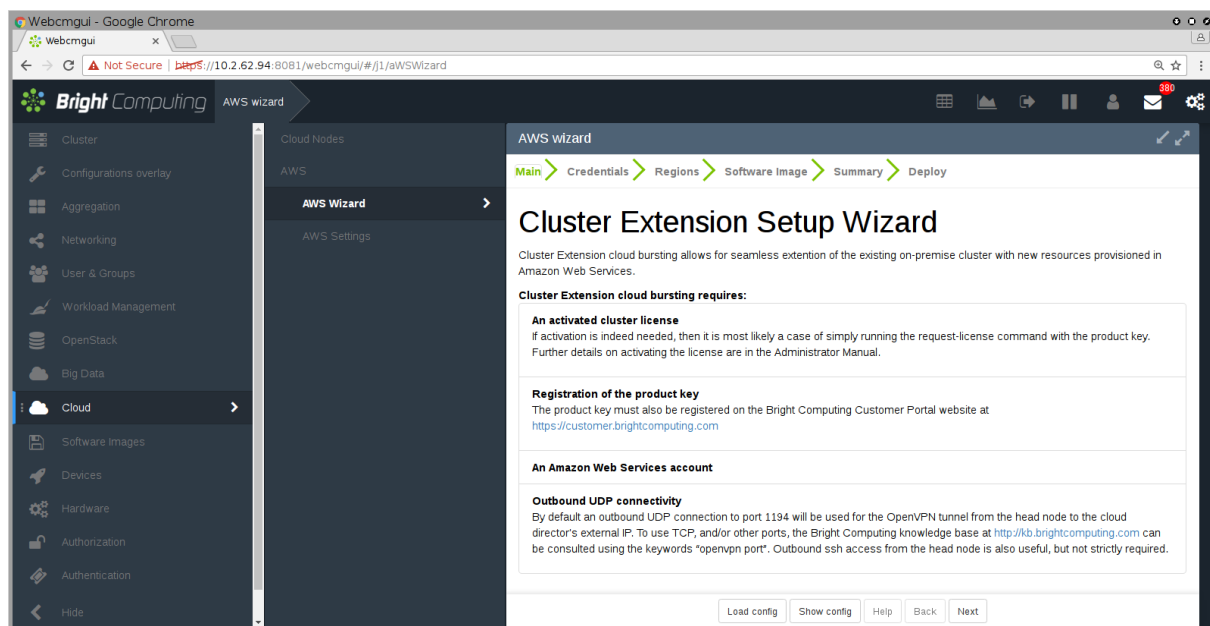 Webcmgui - Google Chrome
Webcmgui
Not Secure | https://10.2.62.94:8081/webcmgui/#/j1/aWSWizard
Bright Computing
AWS wizard
380
Cluster
Configurations overlay
Aggregation
Networking
User & Groups
Workload Management
OpenStack
Big Data
Cloud
Software Images
Devices
Hardware
Authorization
Authentication
Hide
Cloud Nodes
AWS
AWS Wizard
AWS Settings
AWS wizard
Main Credentials Regions Software Image Summary Deploy
Cluster Extension Setup Wizard
Cluster Extension cloud bursting allows for seamless extention of the existing on-premise cluster with new resources provisioned in
Amazon Web Services.
Cluster Extension cloud bursting requires:
An activated cluster license
If activation is indeed needed, then it is most likely a case of simply running the request-license command with the product key.
Further details on activating the license are in the Administrator Manual.
Registration of the product key
The product key must also be registered on the Bright Computing Customer Portal website at
https://customer.brightcomputing.com
An Amazon Web Services account
Outbound UDP connectivity
By default an outbound UDP connection to port 1194 will be used for the OpenVPN tunnel from the head node to the cloud
director's external IP. To use TCP, and/or other ports, the Bright Computing knowledge base at http://kb.brightcomputing.com can
be consulted using the keywords "openvpn port". Outbound ssh access from the head node is also useful, but not strictly required.
Load config Show config Help Back Next